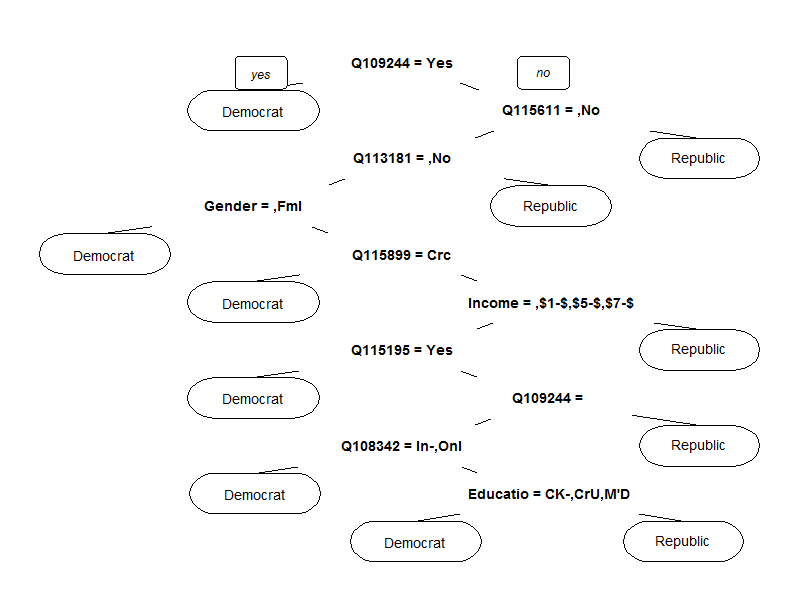 Q109244 = Yes
yes
no
Democrat
Q115611 = ,No
Q113181 = ,No
Republic
Gender = ,Fml
Republic
Democrat
Q115899 = Crc
Democrat
Income = ,$1-$,$5-$,$7-$
Q115195 = Yes
Republic
Democrat
Q109244 =
Q108342 = In-,Onl
Republic
Democrat
Educatio = CK-,CrU,M'D
Democrat
Republic